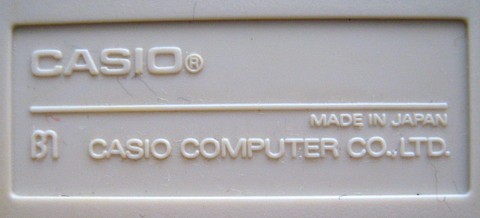 CASIO®
MADE IN JAPAN
CASIO COMPUTER CO.,LTD.